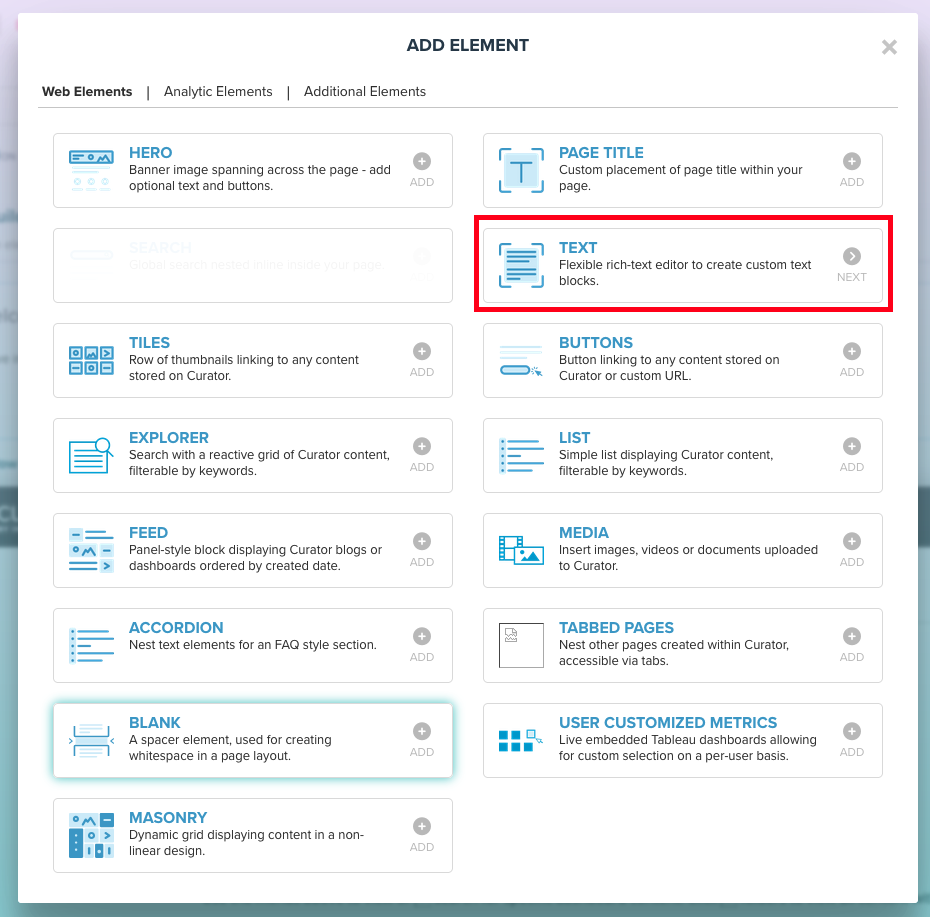 ADD ELEMENT
Web Elements | Analytic Elements | Additional Elements
HERO
Banner image spanning across the page - add
optional text and buttons.
ADD
PAGE TITLE
Custom placement of page title within your
page.
ADD
SEARCH
Global search nested inline inside your page.
TEXT
Flexible rich-text editor to create custom text
blocks.
NEXT
TILES
Row of thumbnails linking to any content
stored on Curator.
ADD
BUTTONS
Button linking to any content stored on
Curator or custom URL.
ADD
EXPLORER
Search with a reactive grid of Curator content,
filterable by keywords.
ADD
LIST
Simple list displaying Curator content,
filterable by keywords.
ADD
FEED
Panel-style block displaying Curator blogs or
dashboards ordered by created date.
ADD
MEDIA
Insert images, videos or documents uploaded
to Curator.
ADD
ACCORDION
Nest text elements for an FAQ style section.
ADD
TABBED PAGES
Nest other pages created within Curator,
accessible via tabs.
ADD
BLANK
A spacer element, used for creating
whitespace in a page layout.
ADD
USER CUSTOMIZED METRICS
Live embedded Tableau dashboards allowing
for custom selection on a per-user basis.
ADD
MASONRY
Dynamic grid displaying content in a non-
linear design.
ADD